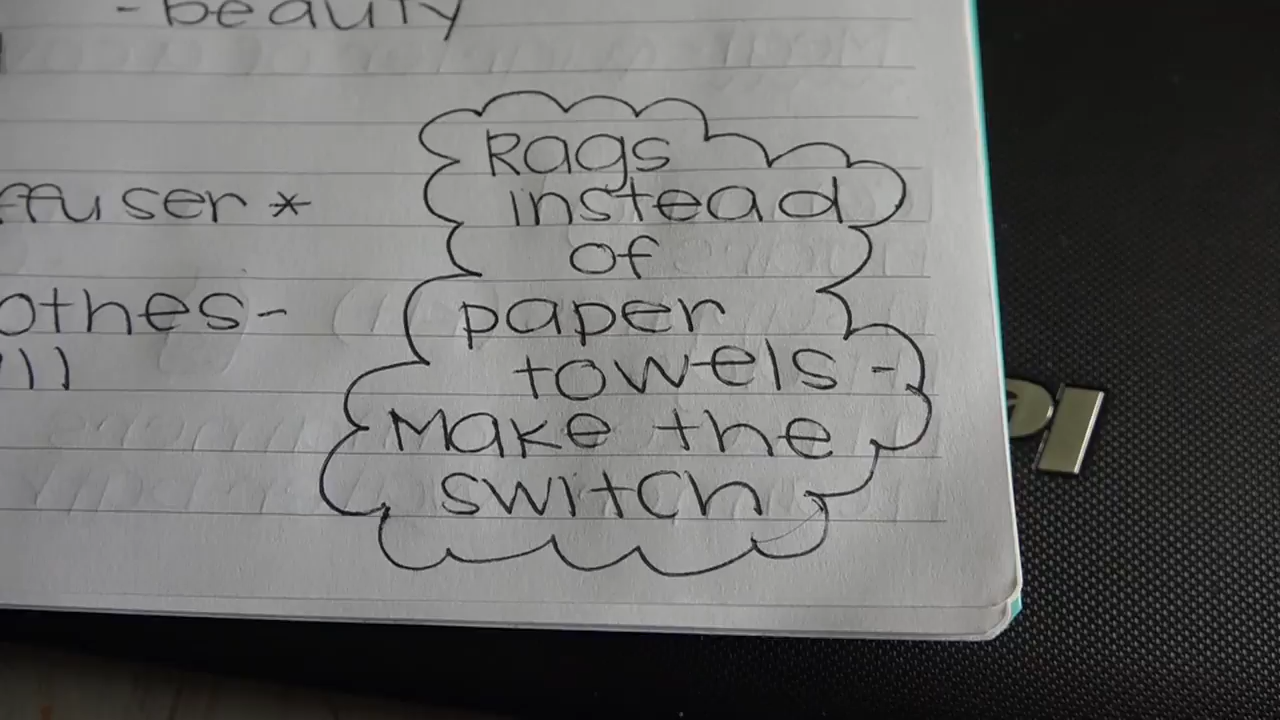 - beauty
Rags
instead
ffuser *
of
othes-
paper
towels -
Make the
switch